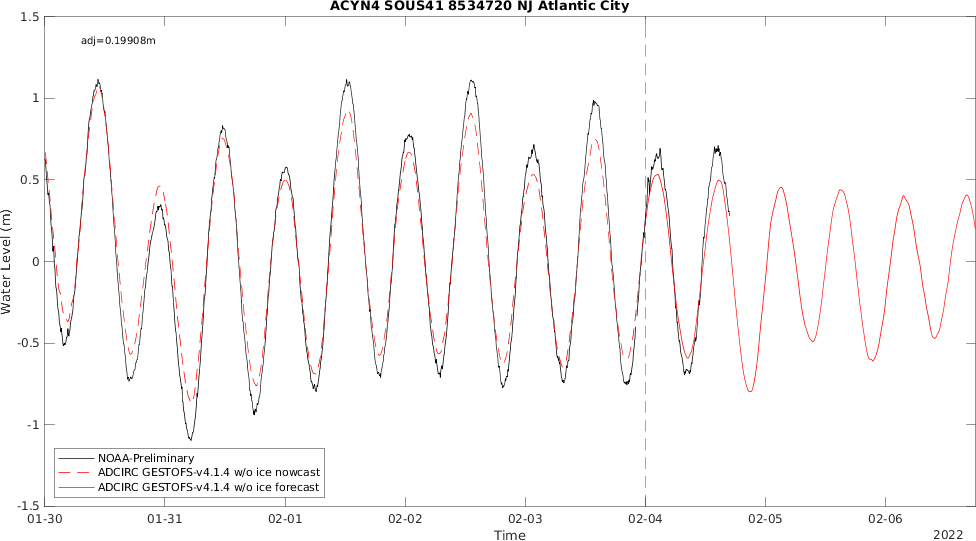 ACYN4 SOUS41 8534720 NJ Atlantic City
adj=0.19908m
1.5
1
0.5
0
-0.5
-1
-1.5
Water Level (m)
NOAA-Preliminary
ADCIRC GESTOFS-v4.1.4 w/o ice nowcast
ADCIRC GESTOFS-v4.1.4 w/o ice forecast
01-30 01-31 02-01 02-02 02-03 02-04 02-05 02-06
Time
2022